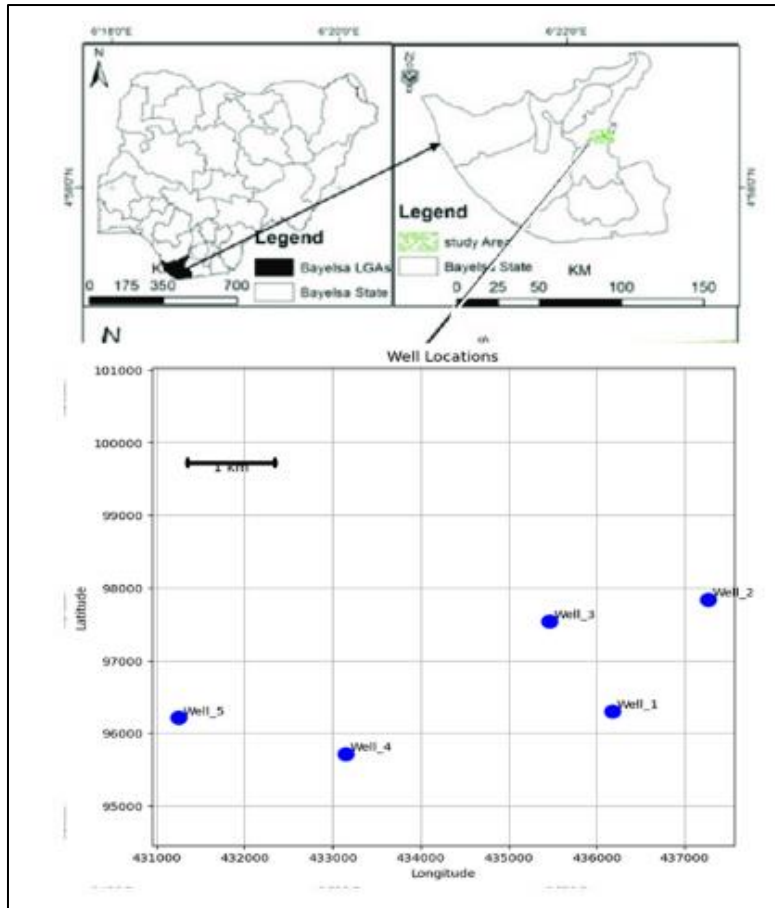 6°18'0"E
6°20'0"E
6°22'0"E
N
4°58'0"N
4°58'0"N
Legend
Bayelsa LGAs
Bayelsa State
0 175 350 700
Legend
study Area
Bayelsa State
KM
0 25 50 100 150
N
Well Locations
101000
100000
99000
98000
97000
96000
95000
1 km
Well_2
Well_3
Well_1
Well_5
Well_4
Latitude
431000 432000 433000 434000 435000 436000 437000
Longitude